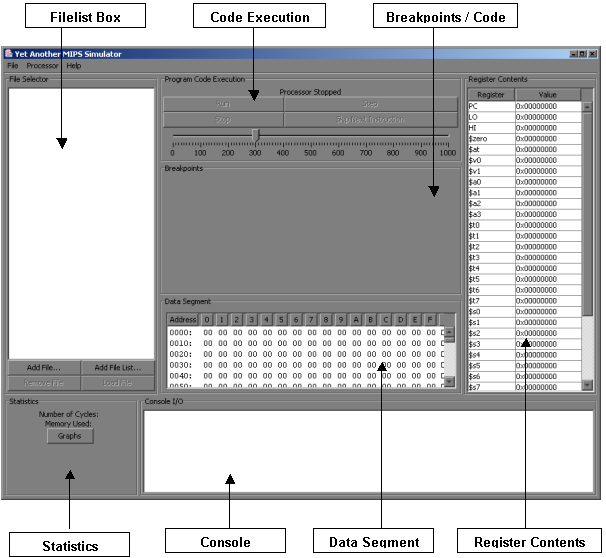 Filelist Box
Code Execution
Breakpoints / Code
Yet Another MIPS Simulator
File Processor Help
File Selector
Add File...
Add File List...
Remove File
Load File
Program Code Execution
Processor Stopped
Run
Step
Stop
Skip Next Instruction
0 100 200 300 400 500 600 700 800 900 1000
Breakpoints
Data Segment
Address 0 1 2 3 4 5 6 7 8 9 A B C D E F
0000: 00 00 00 00 00 00 00 00 00 00 00 00 00 00 00 00
0010: 00 00 00 00 00 00 00 00 00 00 00 00 00 00 00 00
0020: 00 00 00 00 00 00 00 00 00 00 00 00 00 00 00 00
0030: 00 00 00 00 00 00 00 00 00 00 00 00 00 00 00 00
0040: 00 00 00 00 00 00 00 00 00 00 00 00 00 00 00 00
0050: 00 00 00 00 00 00 00 00 00 00 00 00 00 00 00 00
Register Contents
Register Value
PC 0x00000000
LO 0x00000000
HI 0x00000000
$zero 0x00000000
$at 0x00000000
$v0 0x00000000
$v1 0x00000000
$a0 0x00000000
$a1 0x00000000
$a2 0x00000000
$a3 0x00000000
$t0 0x00000000
$t1 0x00000000
$t2 0x00000000
$t3 0x00000000
$t4 0x00000000
$t5 0x00000000
$t6 0x00000000
$t7 0x00000000
$s0 0x00000000
$s1 0x00000000
$s2 0x00000000
$s3 0x00000000
$s4 0x00000000
$s5 0x00000000
$s6 0x00000000
$s7 0x00000000
Statistics
Number of Cycles:
Memory Used:
Graphs
Console I/O
Statistics
Console
Data Segment
Register Contents